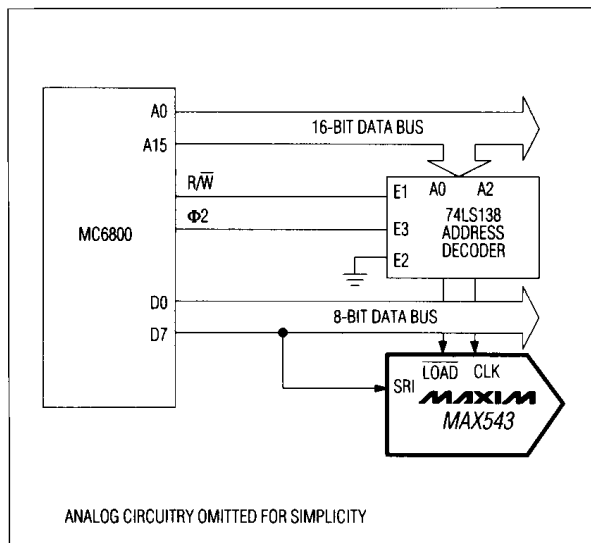 A0
16-BIT DATA BUS
A15
R/W̅
E1 A0 A2
Φ2
MC6800
74LS138
ADDRESS
DECODER
E3
E2
D0
8-BIT DATA BUS
D7
L̅O̅A̅D̅ CLK
SRI
MAXIM
MAX543
ANALOG CIRCUITRY OMITTED FOR SIMPLICITY